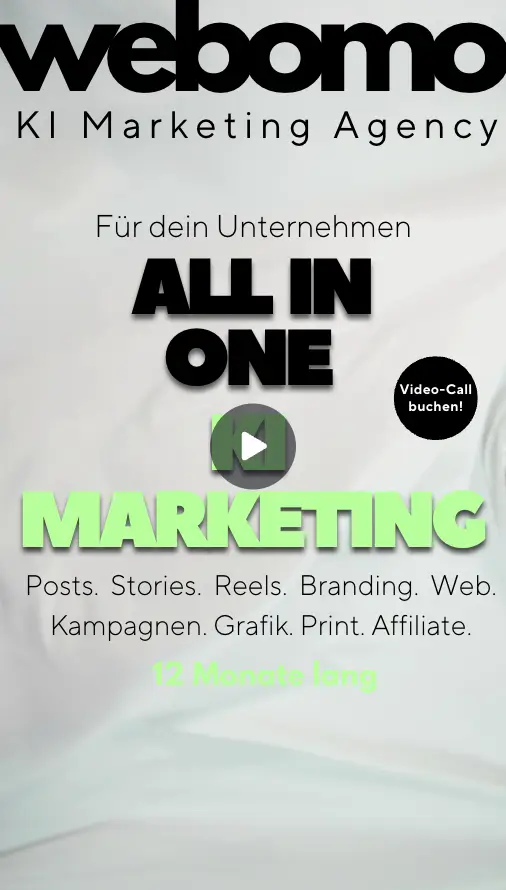 webomo
KI Marketing Agency
Für dein Unternehmen
ALL IN
ONE
Video-Call
buchen!
KI
MARKETING
Posts. Stories. Reels. Branding. Web.
Kampagnen. Grafik. Print. Affiliate.
12 Monate lang